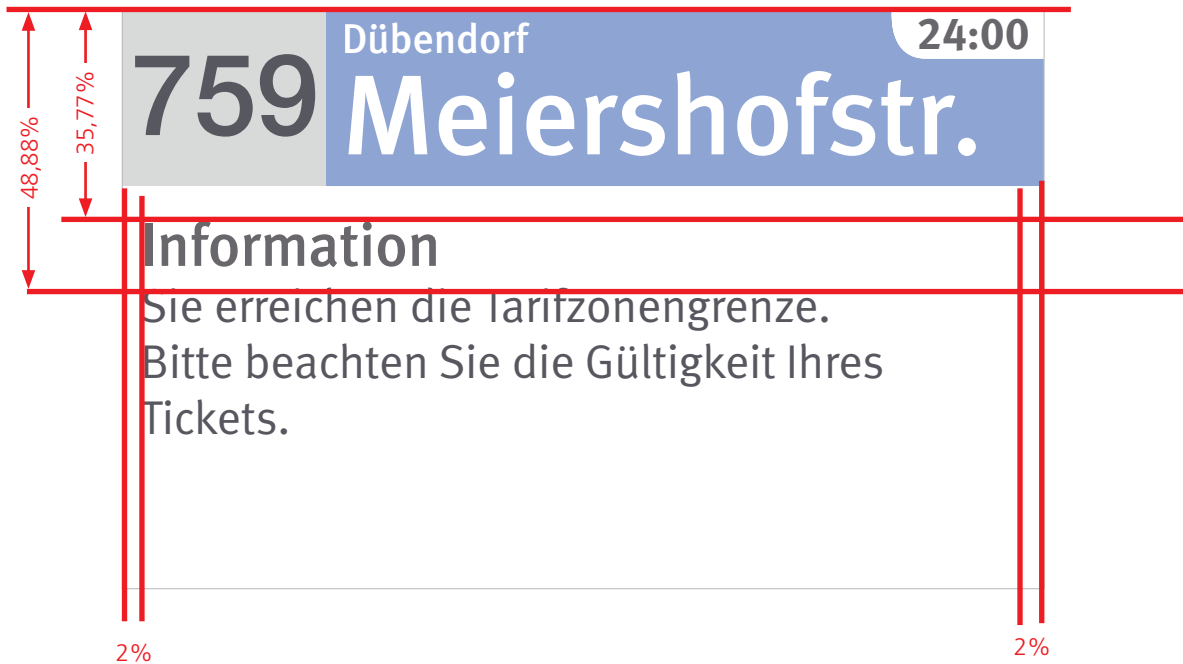 759
Dübendorf
24:00
Meiershofstr.
35,77%
48,88%
Information
Sie erreichen die Tarifzonengrenze.
Bitte beachten Sie die Gültigkeit Ihres
Tickets.
2%
2%